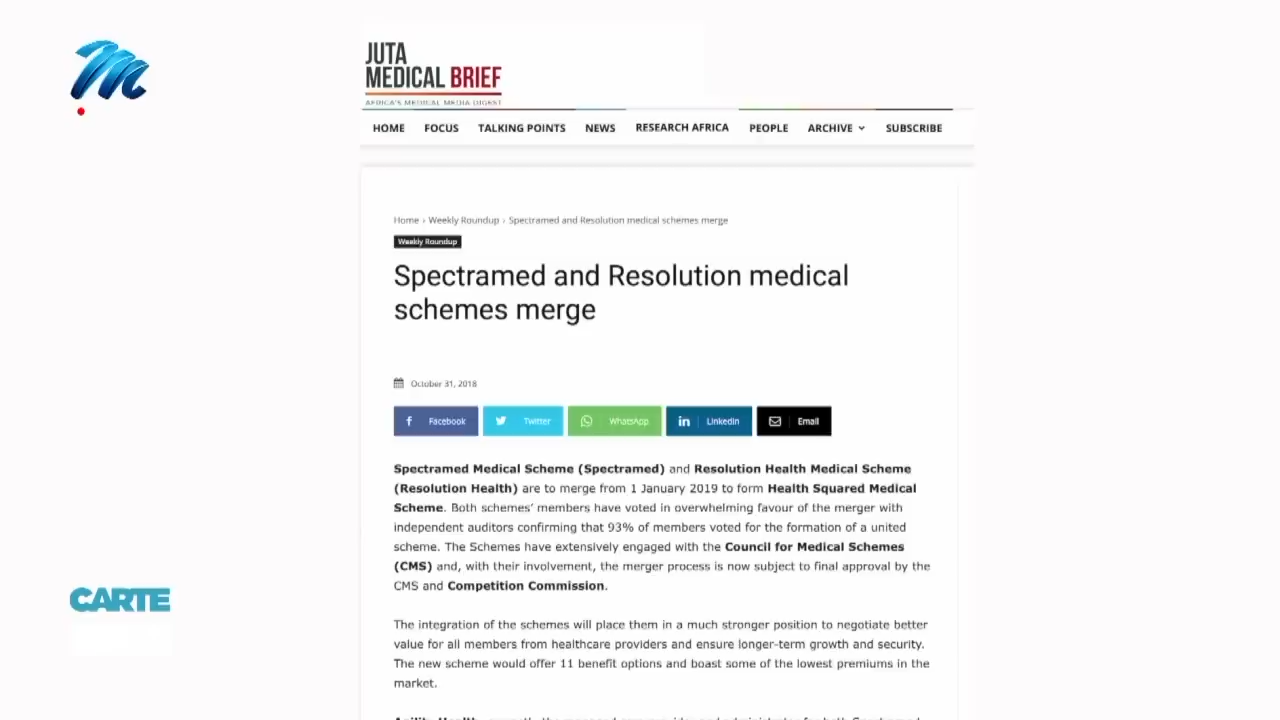 JUTA
MEDICAL BRIEF
AFRICA'S MEDICAL MEDIA DIGEST
HOME FOCUS TALKING POINTS NEWS RESEARCH AFRICA PEOPLE ARCHIVE SUBSCRIBE
Home › Weekly Roundup › Spectramed and Resolution medical schemes merge
Weekly Roundup
Spectramed and Resolution medical
schemes merge
October 31, 2018
Facebook Twitter WhatsApp Linkedin Email
Spectramed Medical Scheme (Spectramed) and Resolution Health Medical Scheme
(Resolution Health) are to merge from 1 January 2019 to form Health Squared Medical
Scheme. Both schemes' members have voted in overwhelming favour of the merger with
independent auditors confirming that 93% of members voted for the formation of a united
scheme. The Schemes have extensively engaged with the Council for Medical Schemes
(CMS) and, with their involvement, the merger process is now subject to final approval by the
CMS and Competition Commission.
CARTE
The integration of the schemes will place them in a much stronger position to negotiate better
value for all members from healthcare providers and ensure longer-term growth and security.
The new scheme would offer 11 benefit options and boast some of the lowest premiums in the
market.